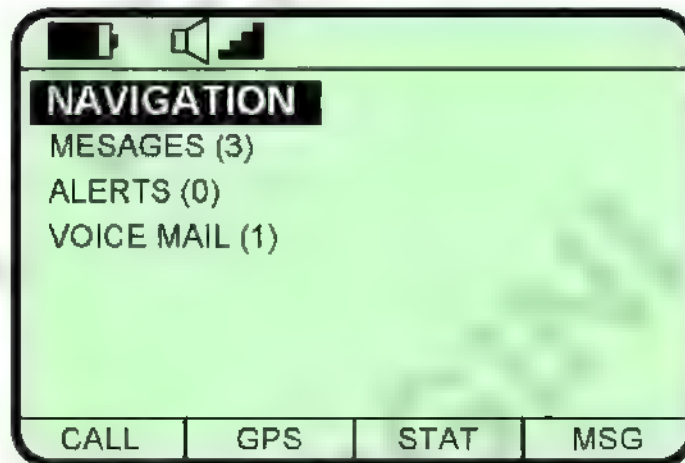 NAVIGATION
MESAGES (3)
ALERTS (0)
VOICE MAIL (1)
CALL GPS STAT MSG